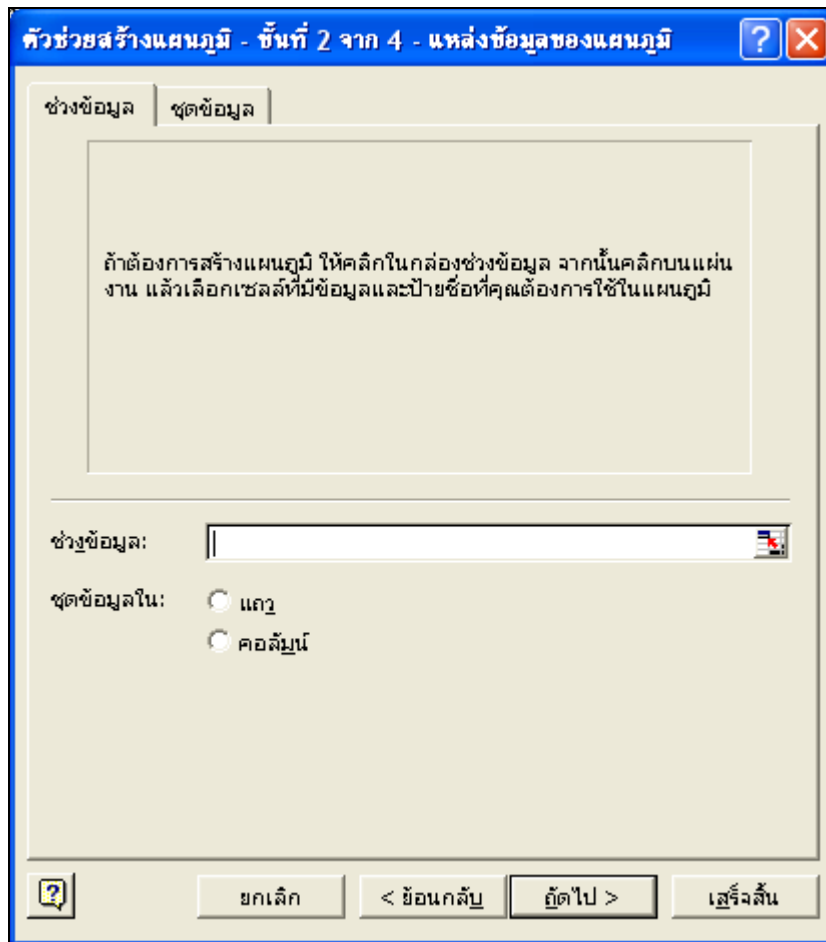 ตัวช่วยสร้างแผนภูมิ - ขั้นที่ 2 จาก 4 - แหล่งข้อมูลของแผนภูมิ
ช่วงข้อมูล ชุดข้อมูล
ถ้าต้องการสร้างแผนภูมิ ให้คลิกในกล่องช่วงข้อมูล จากนั้นคลิกบนแผ่น
งาน แล้วเลือกเซลล์ที่มีข้อมูลและป้ายชื่อที่คุณต้องการใช้ในแผนภูมิ
ช่วงข้อมูล:
ชุดข้อมูลใน: แถว
คอลัมน์
ยกเลิก < ย้อนกลับ ถัดไป > เสร็จสิ้น